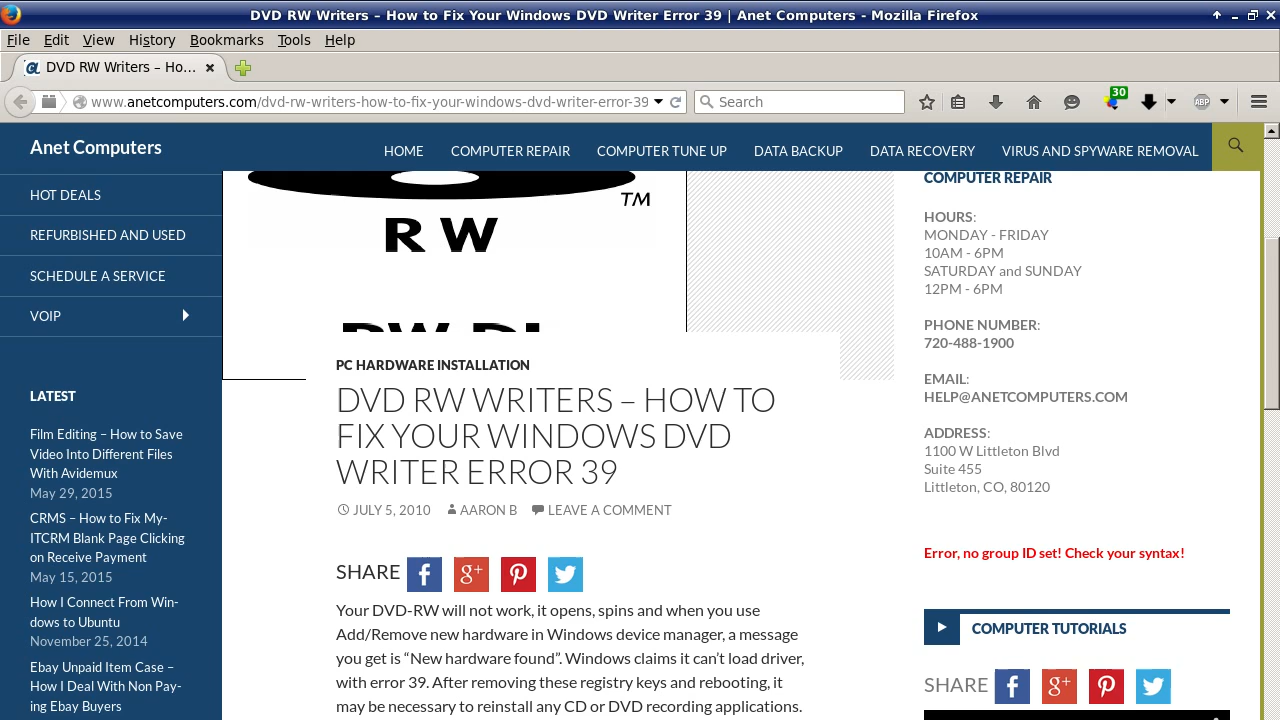 DVD RW Writers – How to Fix Your Windows DVD Writer Error 39 | Anet Computers - Mozilla Firefox
File Edit View History Bookmarks Tools Help
DVD RW Writers – Ho...
www.anetcomputers.com/dvd-rw-writers-how-to-fix-your-windows-dvd-writer-error-39
Search
30
ABP
Anet Computers
HOME COMPUTER REPAIR COMPUTER TUNE UP DATA BACKUP DATA RECOVERY VIRUS AND SPYWARE REMOVAL
HOT DEALS
REFURBISHED AND USED
SCHEDULE A SERVICE
VOIP
LATEST
Film Editing – How to Save
Video Into Different Files
With Avidemux
May 29, 2015
CRMS – How to Fix My-
ITCRM Blank Page Clicking
on Receive Payment
May 15, 2015
How I Connect From Win-
dows to Ubuntu
November 25, 2014
Ebay Unpaid Item Case –
How I Deal With Non Pay-
ing Ebay Buyers
TM
RW
RW DL
PC HARDWARE INSTALLATION
DVD RW WRITERS – HOW TO
FIX YOUR WINDOWS DVD
WRITER ERROR 39
JULY 5, 2010 AARON B LEAVE A COMMENT
SHARE
Your DVD-RW will not work, it opens, spins and when you use
Add/Remove new hardware in Windows device manager, a message
you get is “New hardware found”. Windows claims it can’t load driver,
with error 39. After removing these registry keys and rebooting, it
may be necessary to reinstall any CD or DVD recording applications.
COMPUTER REPAIR
HOURS:
MONDAY - FRIDAY
10AM - 6PM
SATURDAY and SUNDAY
12PM - 6PM
PHONE NUMBER:
720-488-1900
EMAIL:
HELP@ANETCOMPUTERS.COM
ADDRESS:
1100 W Littleton Blvd
Suite 455
Littleton, CO, 80120
Error, no group ID set! Check your syntax!
COMPUTER TUTORIALS
SHARE